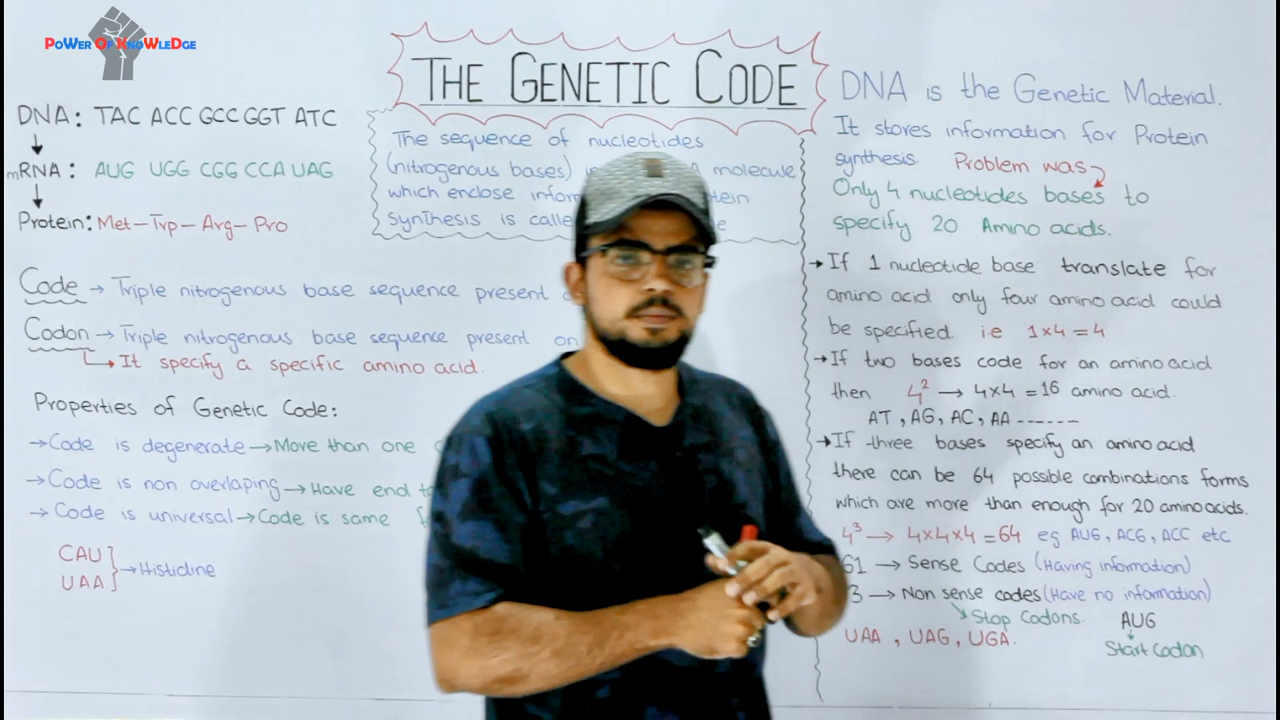 PoWer Of KnoWleDge
THE GENETIC CODE
DNA: TAC ACC GCC GGT ATC
mRNA: AUG UGG CGG CCA UAG
Protein: Met-Trp-Arg-Pro
The sequence of nucleotides
(nitrogenous bases) molecule
which enclose
synthesis is
Code → Triple nitrogenous base sequence present
Codon → Triple nitrogenous base sequence present on
It specify a specific amino acid.
Properties of Genetic Code:
→Code is degenerate→More than one
→Code is non overlaping→Have end
→Code is universal→Code is same
CAU
UAA
→Histidine
DNA is the Genetic Material.
It stores information for Protein
synthesis. Problem was
Only 4 nucleotides bases to
specify 20 Amino acids.
→If 1 nucleotide base translate for
amino acid only four amino acid could
be specified. i.e 1×4=4
→If two bases code for an amino acid
then 4² → 4×4=16 amino acid.
AT, AG, AC, AA ------
→If three bases specify an amino acid
there can be 64 possible combinations forms
which are more than enough for 20 amino acids.
4³ → 4×4×4=64 eg AUG, ACG, ACC etc
61 → Sense Codes (Having information)
3 → Non sense codes (Have no information)
Stop Codons.
UAA, UAG, UGA.
AUG
Start Codon